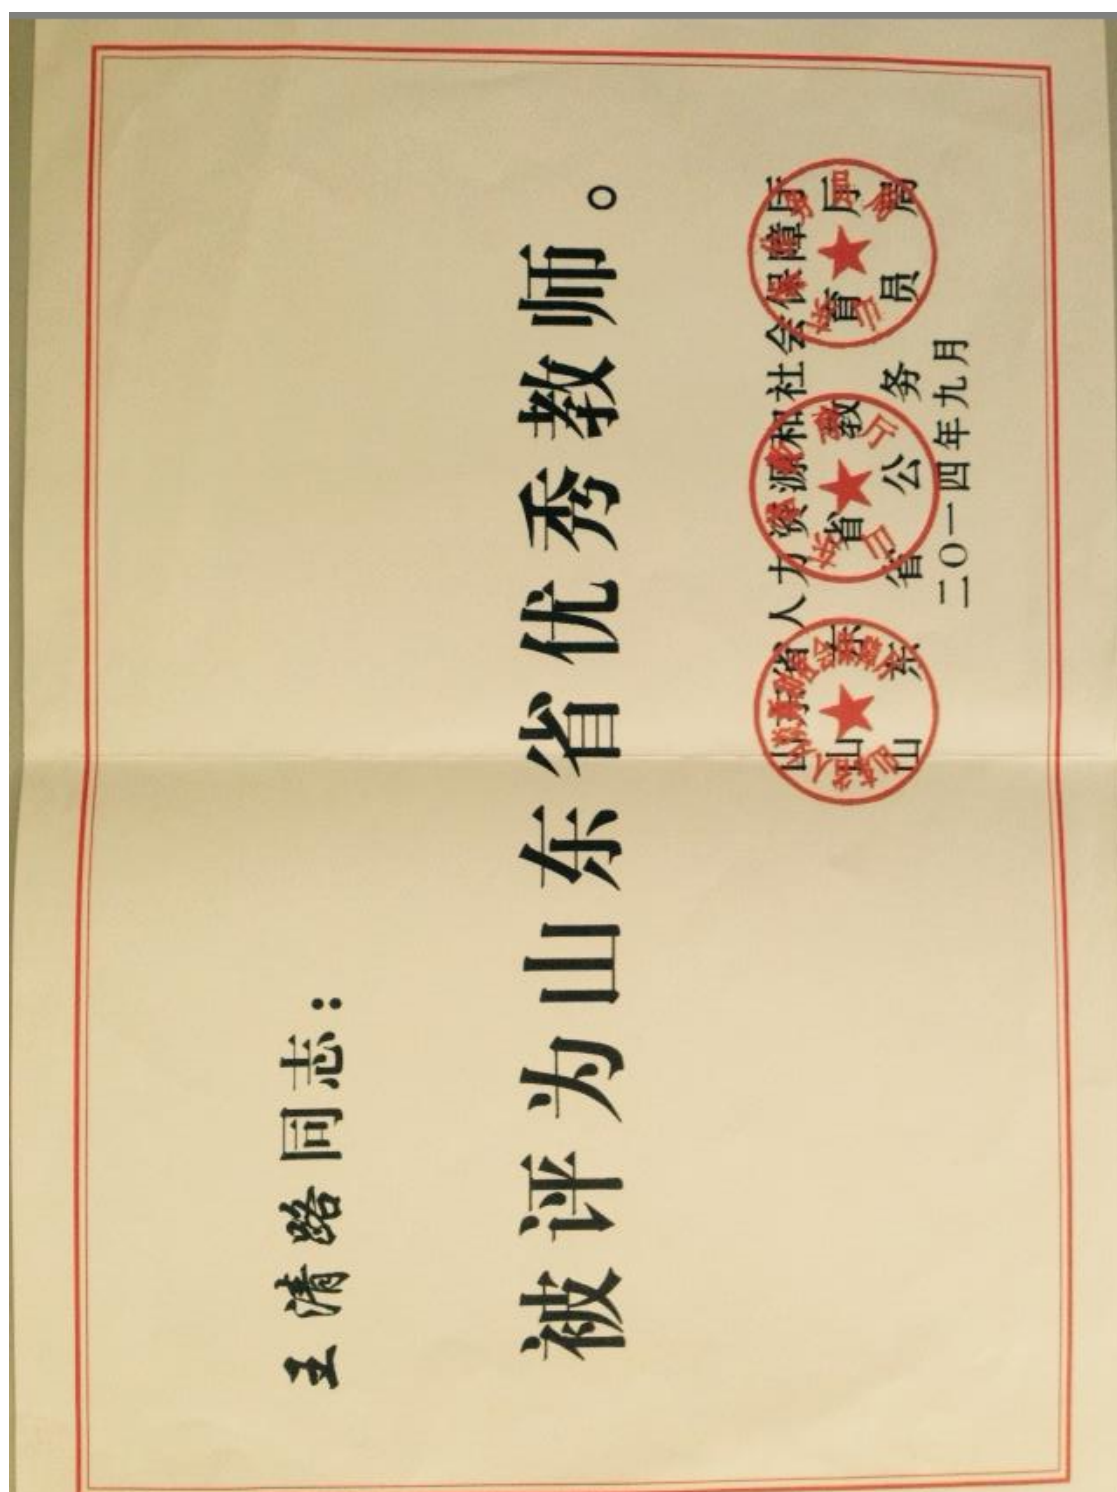 王清路同志：
被评为山东省优秀教师。
山东省人力资源和社会保障厅
山东省教育厅
山东省公务员局
二〇一四年九月